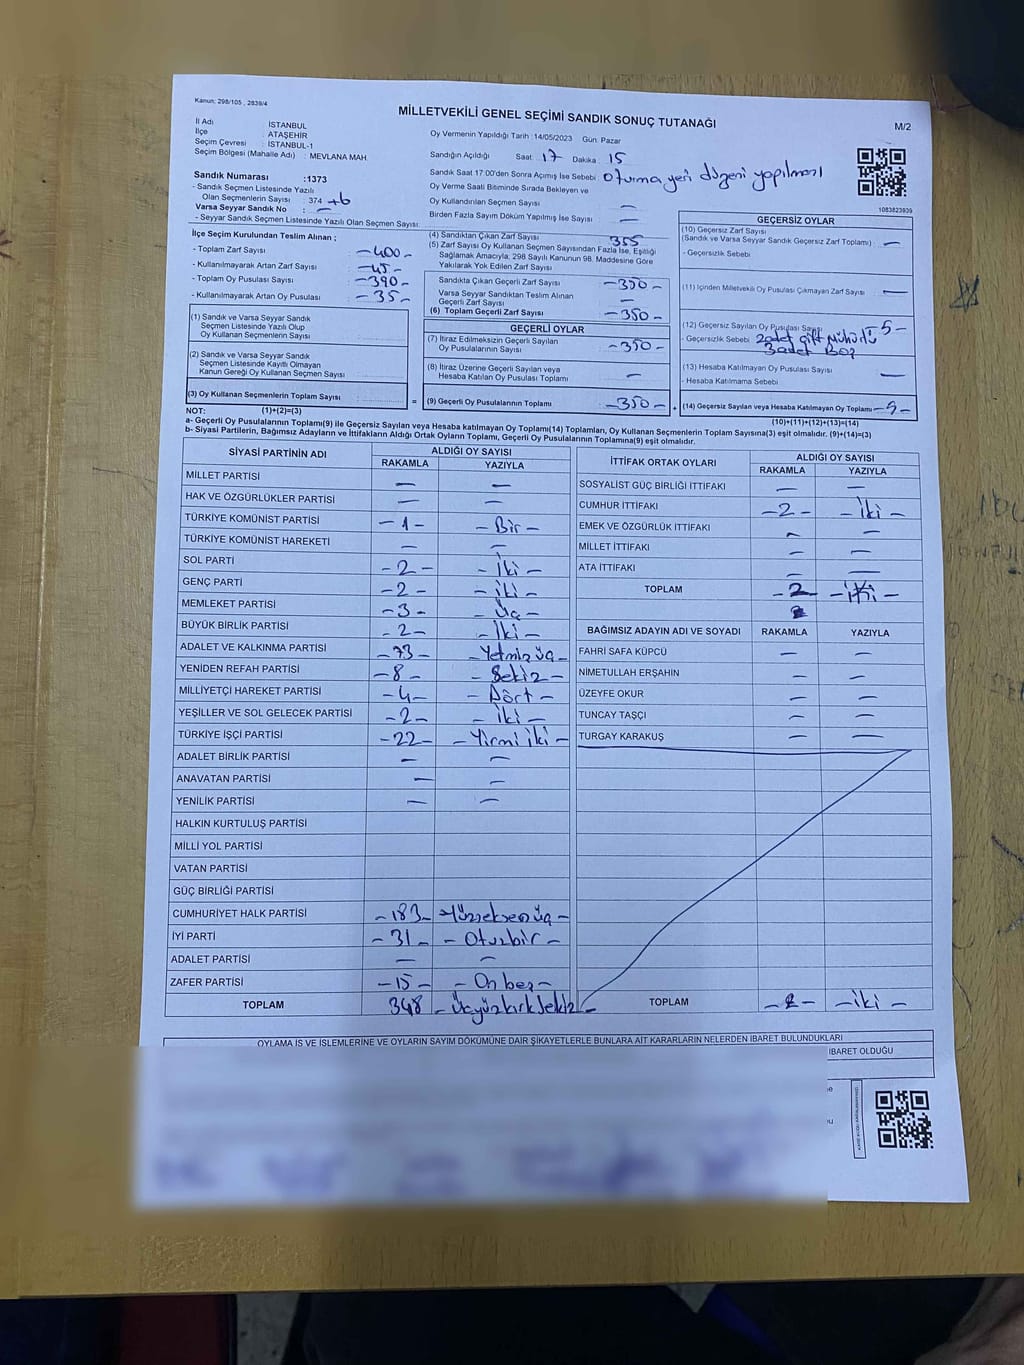 Kanun: 298/105 , 2839/4
MİLLETVEKİLİ GENEL SEÇİMİ SANDIK SONUÇ TUTANAĞI
M/2
İl Adı : İSTANBUL
İlçe : ATAŞEHİR
Seçim Çevresi : İSTANBUL-1
Seçim Bölgesi (Mahalle Adı) : MEVLANA MAH.
Sandık Numarası :1373
- Sandık Seçmen Listesinde Yazılı
Olan Seçmenlerin Sayısı : 374 +6
Varsa Seyyar Sandık No : —
- Seyyar Sandık Seçmen Listesinde Yazılı Olan Seçmen Sayısı:
Oy Vermenin Yapıldığı Tarih :14/05/2023 Gün: Pazar
Sandığın Açıldığı Saat: 17 Dakika : 15
Sandık Saat 17:00'den Sonra Açımış İse Sebebi: oturma yeri düzeni yapılması
Oy Verme Saati Bitiminde Sırada Bekleyen ve
Oy Kullandırılan Seçmen Sayısı —
Birden Fazla Sayım Döküm Yapılmış İse Sayısı —
1083823939
İlçe Seçim Kurulundan Teslim Alınan ;
- Toplam Zarf Sayısı -400-
- Kullanılmayarak Artan Zarf Sayısı -45-
- Toplam Oy Pusulası Sayısı -390-
- Kullanılmayarak Artan Oy Pusulası -35-
(1) Sandık ve Varsa Seyyar Sandık
Seçmen Listesinde Yazılı Olup
Oy Kullanan Seçmenlerin Sayısı
(2) Sandık ve Varsa Seyyar Sandık
Seçmen Listesinde Kayıtlı Olmayan
Kanun Gereği Oy Kullanan Seçmen Sayısı
(3) Oy Kullanan Seçmenlerin Toplam Sayısı
(1)+(2)=(3)
(4) Sandıktan Çıkan Zarf Sayısı 355
(5) Zarf Sayısı Oy Kullanan Seçmen Sayısından Fazla İse, Eşitliği
Sağlamak Amacıyla, 298 Sayılı Kanunun 98. Maddesine Göre
Yakılarak Yok Edilen Zarf Sayısı
Sandıkta Çıkan Geçerli Zarf Sayısı -350-
Varsa Seyyar Sandıktan Teslim Alınan
Geçerli Zarf Sayısı —
(6) Toplam Geçerli Zarf Sayısı -350-
GEÇERLİ OYLAR
(7) İtiraz Edilmeksizin Geçerli Sayılan
Oy Pusulalarının Sayısı -350-
(8) İtiraz Üzerine Geçerli Sayılan veya
Hesaba Katılan Oy Pusulası Toplamı —
= (9) Geçerli Oy Pusulalarının Toplamı -350- +
GEÇERSİZ OYLAR
(10) Geçersiz Zarf Sayısı
(Sandık ve Varsa Seyyar Sandık Geçersiz Zarf Toplamı) —
- Geçersizlik Sebebi
(11) İçinden Milletvekili Oy Pusulası Çıkmayan Zarf Sayısı —
(12) Geçersiz Sayılan Oy Pusulası Sayısı -5-
- Geçersizlik Sebebi 2 adet çift mühürlü
3 adet Boş
(13) Hesaba Katılmayan Oy Pusulası Sayısı —
- Hesaba Katılmama Sebebi
(14) Geçersiz Sayılan veya Hesaba Katılmayan Oy Toplamı -5-
(10)+(11)+(12)+(13)=(14)
NOT:
a- Geçerli Oy Pusulalarının Toplamı(9) ile Geçersiz Sayılan veya Hesaba katılmayan Oy Toplamı(14) Toplamları, Oy Kullanan Seçmenlerin Toplam Sayısına(3) eşit olmalıdır. (9)+(14)=(3)
b- Siyasi Partilerin, Bağımsız Adayların ve İttifakların Aldığı Ortak Oyların Toplamı, Geçerli Oy Pusulalarının Toplamına(9) eşit olmalıdır.
SİYASİ PARTİNİN ADI ALDIĞI OY SAYISI
RAKAMLA YAZIYLA
MİLLET PARTİSİ — —
HAK VE ÖZGÜRLÜKLER PARTİSİ — —
TÜRKİYE KOMÜNİST PARTİSİ -1- -Bir-
TÜRKİYE KOMÜNİST HAREKETİ — —
SOL PARTİ -2- -İki-
GENÇ PARTİ -2- -İki-
MEMLEKET PARTİSİ -3- -Üç-
BÜYÜK BİRLİK PARTİSİ -2- -İki-
ADALET VE KALKINMA PARTİSİ -73- -Yetmiş üç-
YENİDEN REFAH PARTİSİ -8- -Sekiz-
MİLLİYETÇİ HAREKET PARTİSİ -4- -Dört-
YEŞİLLER VE SOL GELECEK PARTİSİ -2- -İki-
TÜRKİYE İŞÇİ PARTİSİ -22- -Yirmi iki-
ADALET BİRLİK PARTİSİ — —
ANAVATAN PARTİSİ — —
YENİLİK PARTİSİ — —
HALKIN KURTULUŞ PARTİSİ
MİLLİ YOL PARTİSİ
VATAN PARTİSİ
GÜÇ BİRLİĞİ PARTİSİ
CUMHURİYET HALK PARTİSİ -183- -Yüzseksen üç-
İYİ PARTİ -31- -Otuzbir-
ADALET PARTİSİ — —
ZAFER PARTİSİ -15- -On beş-
TOPLAM 348 -Üçyüzkırksekiz-
İTTİFAK ORTAK OYLARI ALDIĞI OY SAYISI
RAKAMLA YAZIYLA
SOSYALİST GÜÇ BİRLİĞİ İTTİFAKI — —
CUMHUR İTTİFAKI -2- -İki-
EMEK VE ÖZGÜRLÜK İTTİFAKI — —
MİLLET İTTİFAKI — —
ATA İTTİFAKI — —
TOPLAM -2- -İki-
2
BAĞIMSIZ ADAYIN ADI VE SOYADI RAKAMLA YAZIYLA
FAHRİ SAFA KÜPCÜ — —
NİMETULLAH ERŞAHİN — —
ÜZEYFE OKUR — —
TUNCAY TAŞÇI — —
TURGAY KARAKUŞ — —
TOPLAM -2- -iki-
OYLAMA İŞ VE İŞLEMLERİNE VE OYLARIN SAYIM DÖKÜMÜNE DAİR ŞİKAYETLERLE BUNLARA AİT KARARLARIN NELERDEN İBARET BULUNDUKLARI
İBARET OLDUĞU